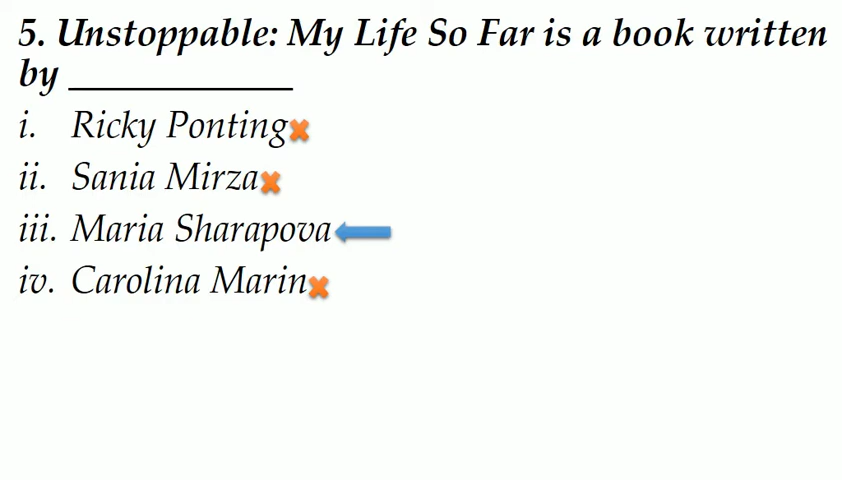 5. Unstoppable: My Life So Far is a book written
by ____________
i. Ricky Ponting
ii. Sania Mirza
iii. Maria Sharapova
iv. Carolina Marin